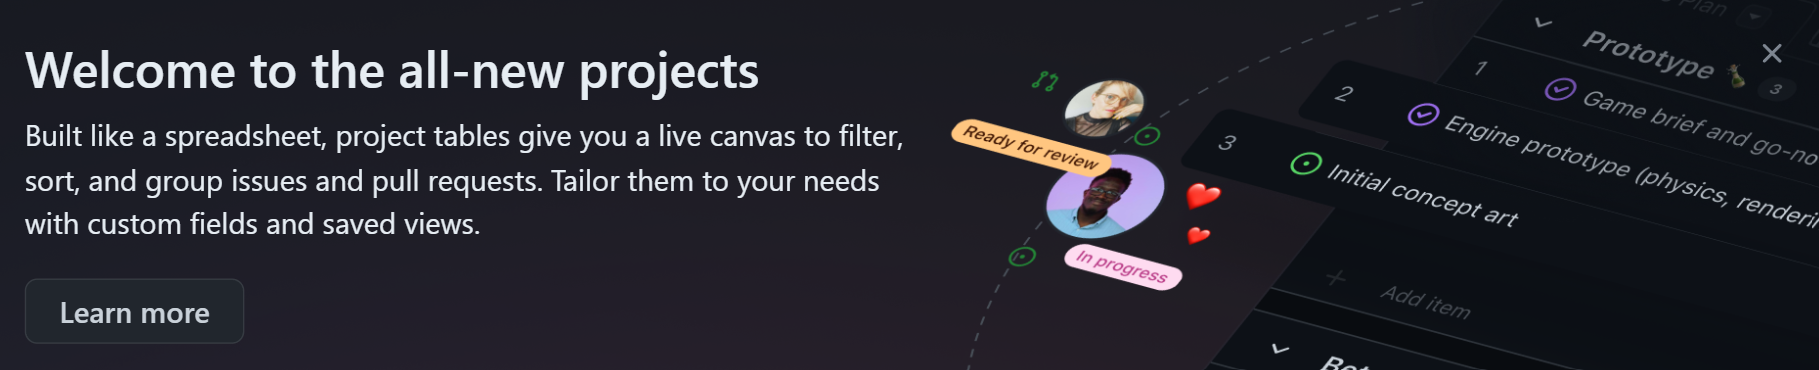 Welcome to the all-new projects
Built like a spreadsheet, project tables give you a live canvas to filter,
sort, and group issues and pull requests. Tailor them to your needs
with custom fields and saved views.
Learn more
Ready for review
In progress
Plan
Prototype 3
1 Game brief and go-no
2 Engine prototype (physics, renderin
3 Initial concept art
+ Add item